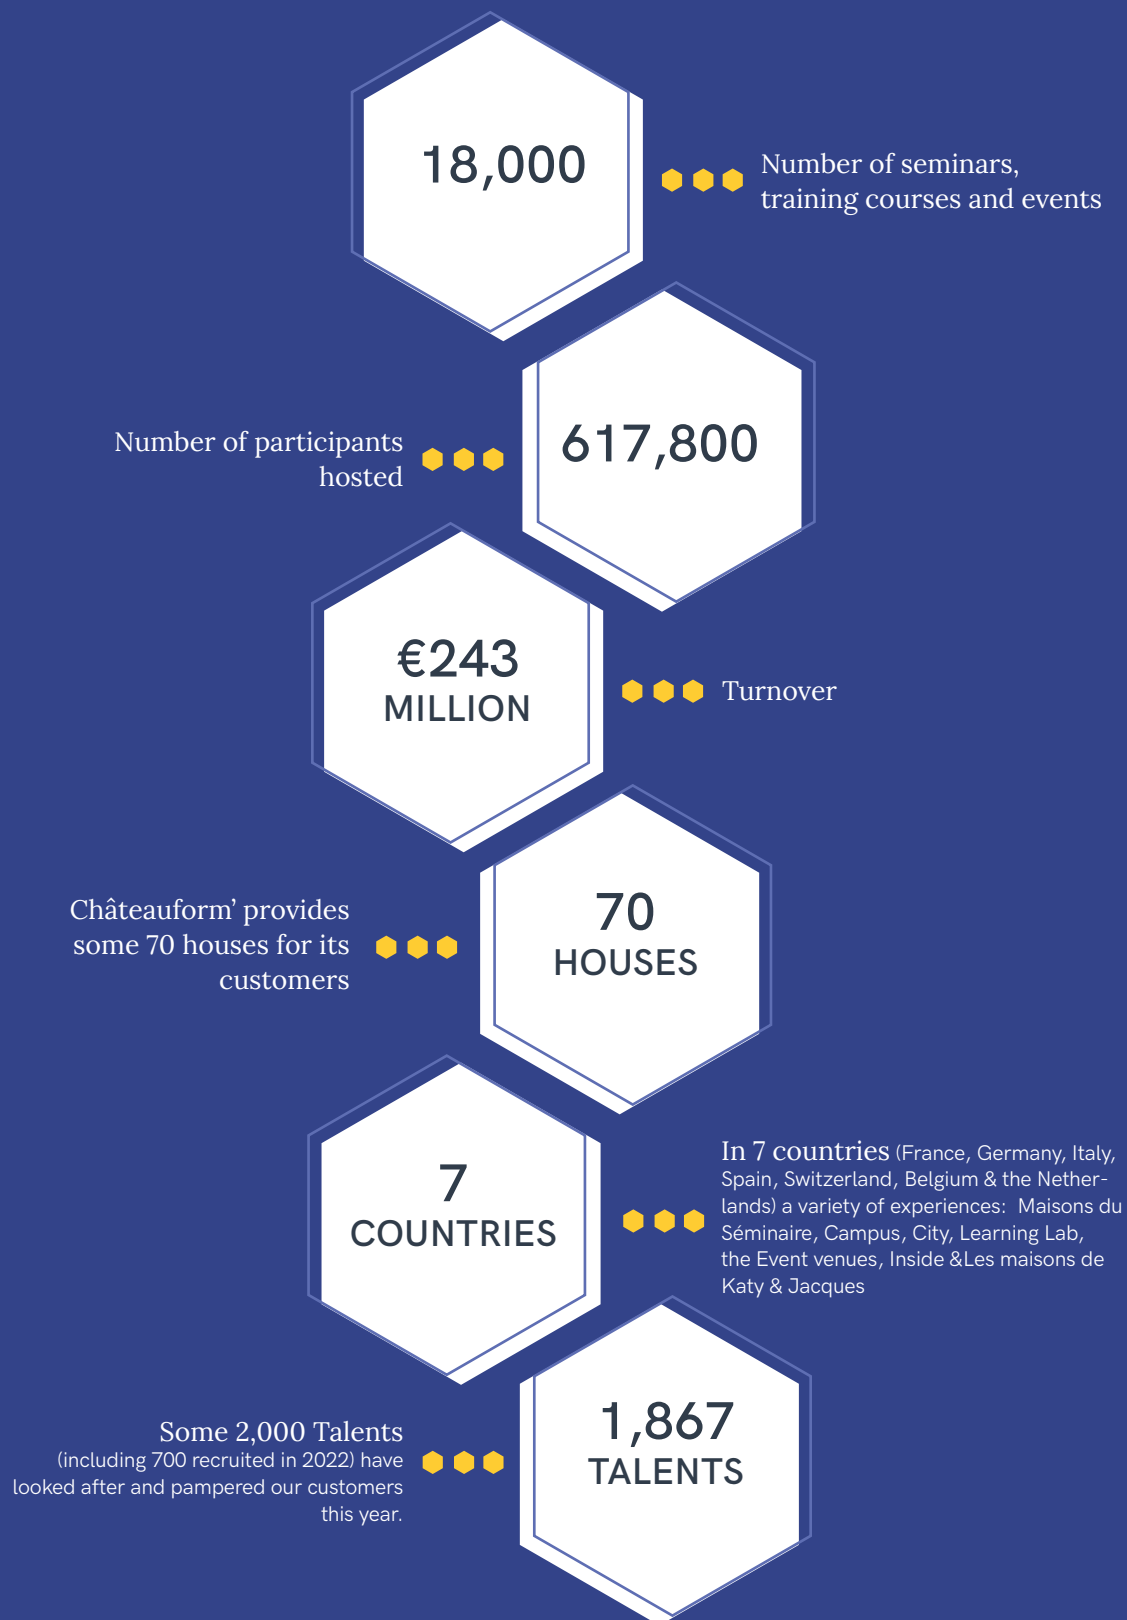 18,000
Number of seminars,
training courses and events
Number of participants
hosted
617,800
€243
MILLION
Turnover
Châteauform’ provides
some 70 houses for its
customers
70
HOUSES
7
COUNTRIES
In 7 countries (France, Germany, Italy,
Spain, Switzerland, Belgium & the Nether-
lands) a variety of experiences:  Maisons du
Séminaire, Campus, City, Learning Lab,
the Event venues, Inside &Les maisons de
Katy & Jacques
Some 2,000 Talents
(including 700 recruited in 2022) have
looked after and pampered our customers
this year.
1,867
TALENTS